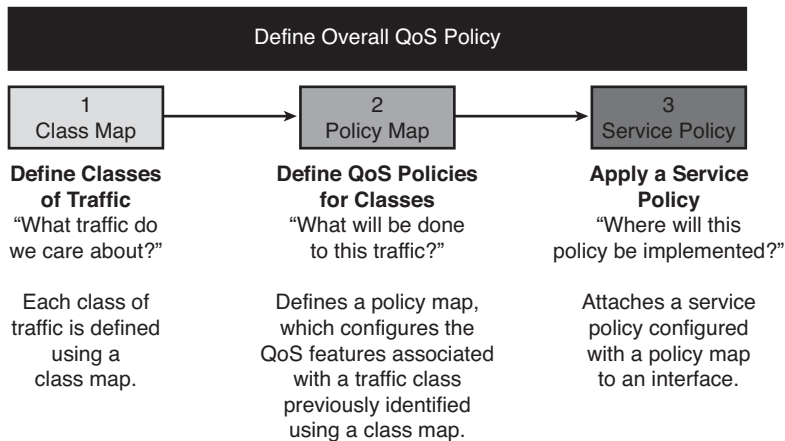 Define Overall QoS Policy
1
Class Map
2
Policy Map
3
Service Policy
Define Classes
of Traffic
“What traffic do
we care about?”
Each class of
traffic is defined
using a
class map.
Define QoS Policies
for Classes
“What will be done
to this traffic?”
Defines a policy map,
which configures the
QoS features associated
with a traffic class
previously identified
using a class map.
Apply a Service
Policy
“Where will this
policy be implemented?”
Attaches a service
policy configured
with a policy map
to an interface.